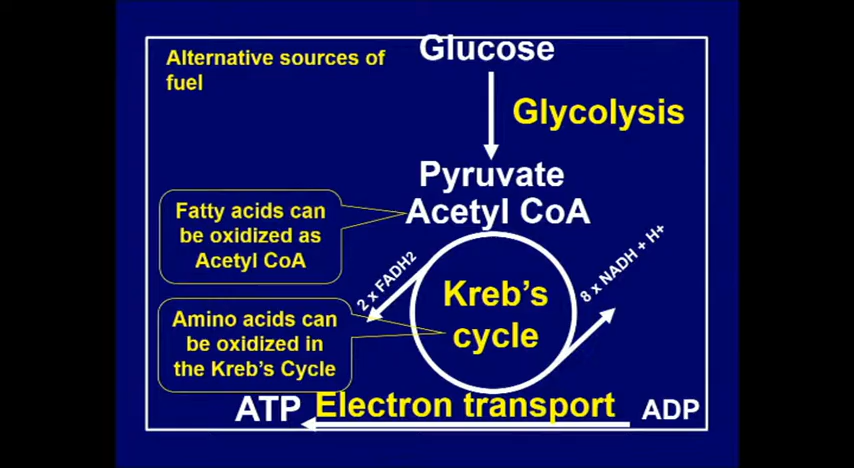 Alternative sources of
fuel
Glucose
Glycolysis
Pyruvate
Acetyl CoA
Fatty acids can
be oxidized as
Acetyl CoA
2 x FADH2
8 x NADH + H+
Kreb's
cycle
Amino acids can
be oxidized in
the Kreb's Cycle
ATP
Electron transport
ADP